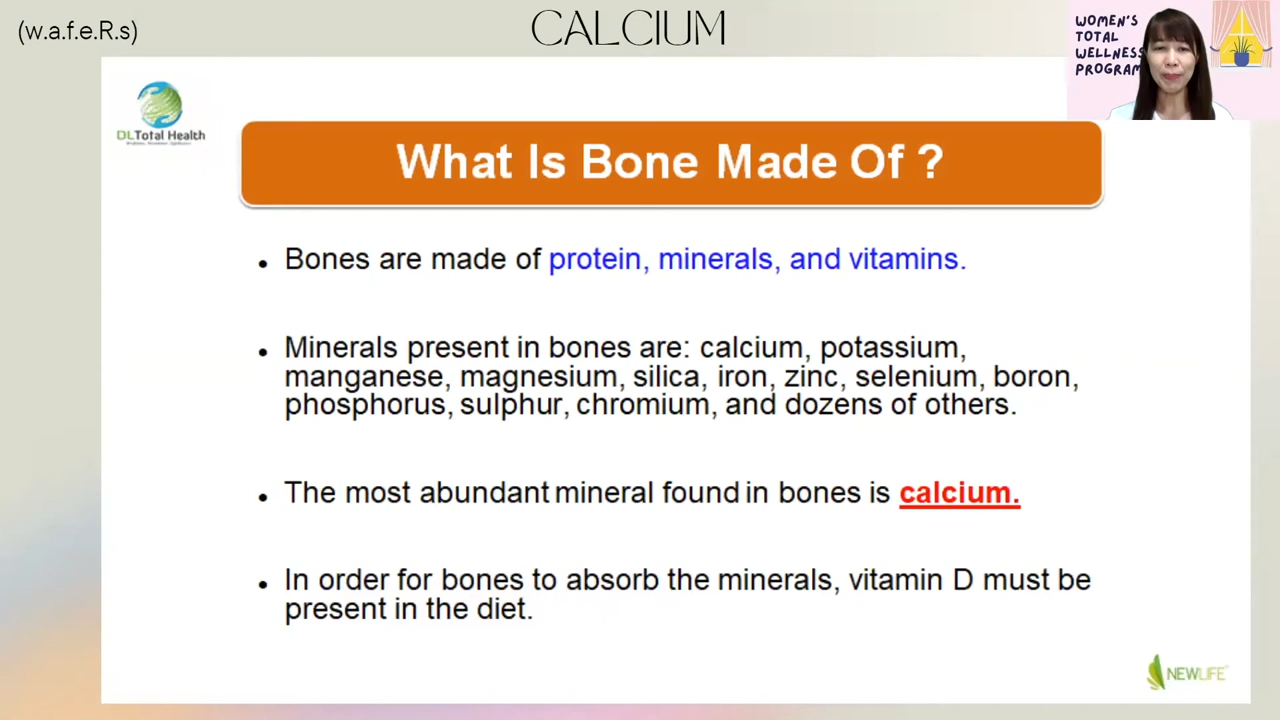 (w.a.f.e.R.s)
CALCIUM
WOMEN'S
TOTAL
WELLNESS
PROGRAM
DLTotal Health
What Is Bone Made Of ?
• Bones are made of protein, minerals, and vitamins.
• Minerals present in bones are: calcium, potassium,
manganese, magnesium, silica, iron, zinc, selenium, boron,
phosphorus, sulphur, chromium, and dozens of others.
• The most abundant mineral found in bones is calcium.
• In order for bones to absorb the minerals, vitamin D must be
present in the diet.
NEWLIFE